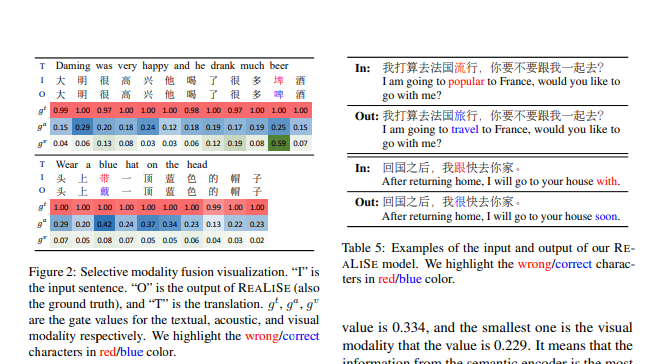 T Daming was very happy and he drank much beer
I 大 明 很 高 兴 他 喝 了 很 多 埤 酒
O 大 明 很 高 兴 他 喝 了 很 多 啤 酒
g^t 0.99 1.00 0.97 1.00 1.00 1.00 0.98 1.00 0.97 1.00 1.00 1.00
g^a 0.15 0.29 0.20 0.18 0.24 0.12 0.18 0.19 0.17 0.19 0.25 0.15
g^v 0.04 0.06 0.13 0.08 0.03 0.03 0.06 0.12 0.19 0.08 0.59 0.07
T Wear a blue hat on the head
I 头 上 带 一 顶 蓝 色 的 帽 子
O 头 上 戴 一 顶 蓝 色 的 帽 子
g^t 1.00 1.00 1.00 1.00 1.00 1.00 1.00 0.99 1.00 1.00
g^a 0.29 0.20 0.42 0.24 0.37 0.34 0.23 0.13 0.22 0.23
g^v 0.07 0.05 0.08 0.07 0.05 0.05 0.06 0.04 0.03 0.02
Figure 2: Selective modality fusion visualization. “I” is
the input sentence. “O” is the output of REALISE (also
the ground truth), and “T” is the translation. g^t, g^a, g^v
are the gate values for the textual, acoustic, and visual
modality respectively. We highlight the wrong/correct
characters in red/blue color.
In: 我打算去法国流行，你要不要跟我一起去？
I am going to popular to France, would you like to
go with me?
Out: 我打算去法国旅行，你要不要跟我一起去？
I am going to travel to France, would you like to
go with me?
In: 回国之后，我跟快去你家。
After returning home, I will go to your house with.
Out: 回国之后，我很快去你家。
After returning home, I will go to your house soon.
Table 5: Examples of the input and output of our RE-
ALISE model. We highlight the wrong/correct charac-
ters in red/blue color.
value is 0.334, and the smallest one is the visual
modality that the value is 0.229. It means that the
information from the semantic encoder is the most